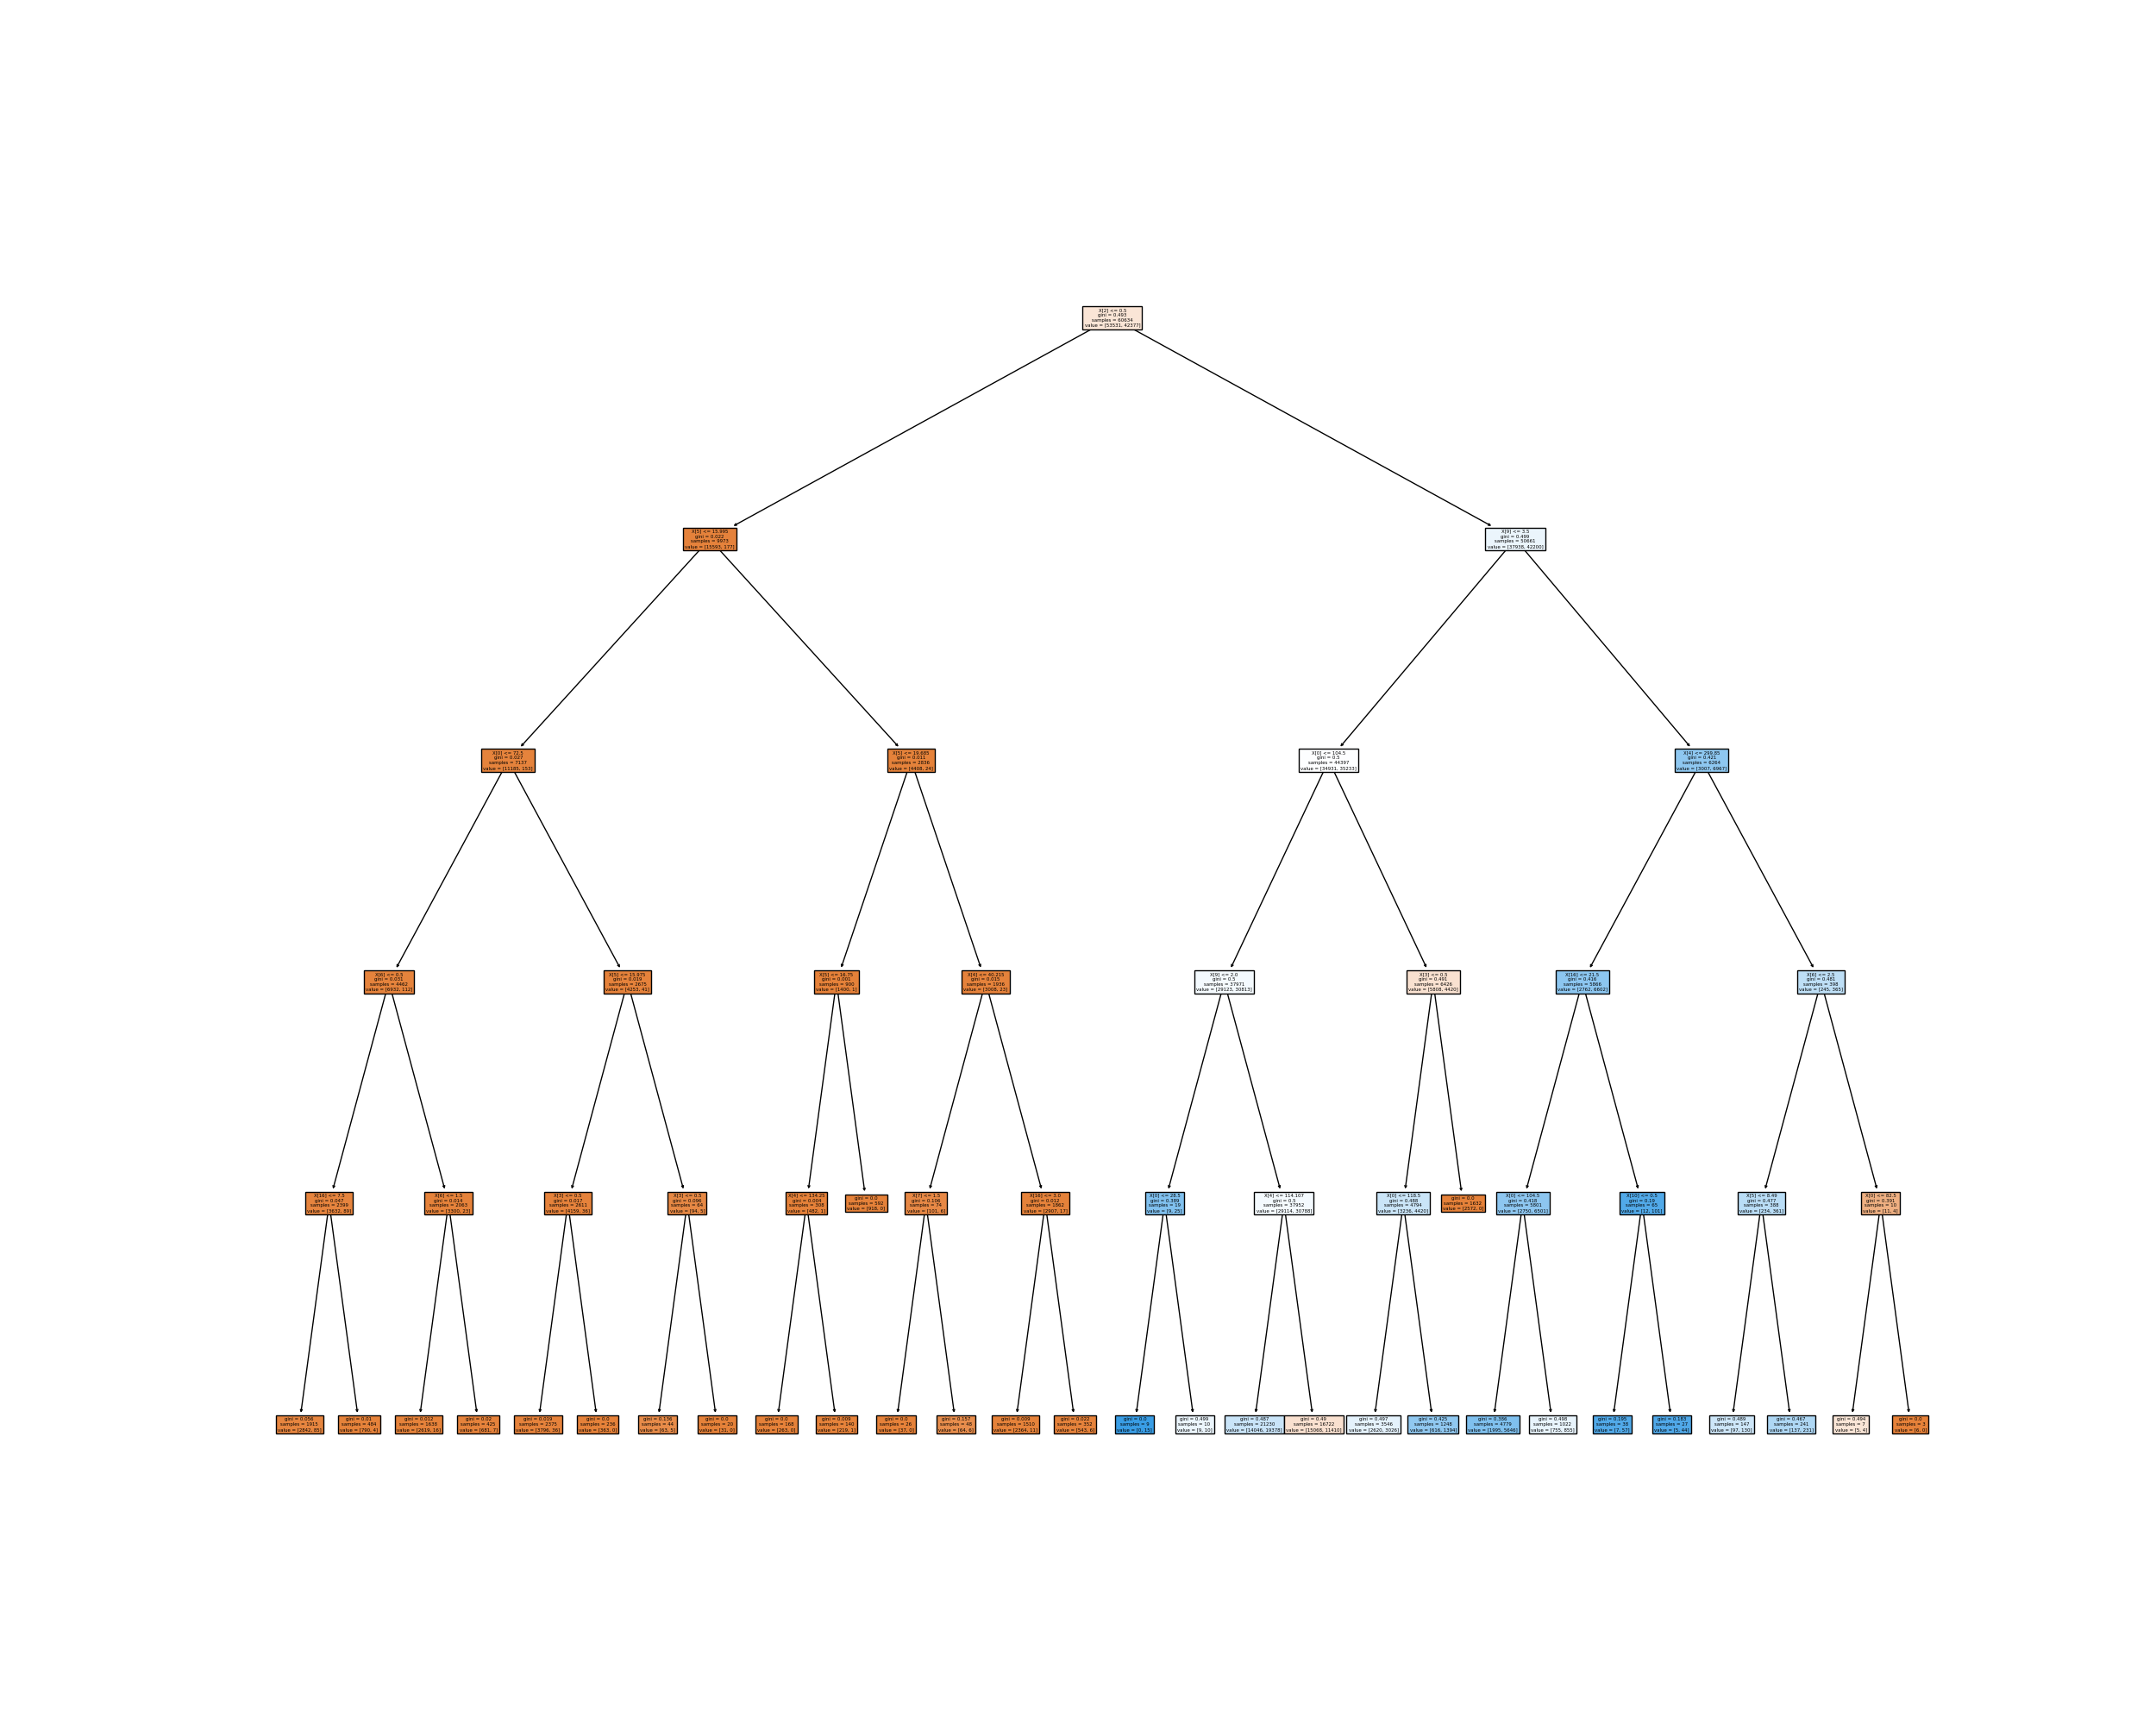 X[2] <= 0.5
gini = 0.493
samples = 60634
value = [53531, 42377]
X[5] <= 13.995
gini = 0.022
samples = 9973
value = [15593, 177]
X[9] <= 3.5
gini = 0.499
samples = 50661
value = [37938, 42200]
X[0] <= 72.5
gini = 0.027
samples = 7137
value = [11185, 153]
X[5] <= 19.685
gini = 0.011
samples = 2836
value = [4408, 24]
X[0] <= 104.5
gini = 0.5
samples = 44397
value = [34931, 35233]
X[4] <= 299.85
gini = 0.421
samples = 6264
value = [3007, 6967]
gini = 0.031
samples = 4462
value = [6932, 112]
X[5] <= 15.975
gini = 0.019
samples = 2675
value = [4253, 41]
X[5] <= 16.75
gini = 0.001
samples = 900
value = [1400, 1]
gini = 0.015
samples = 1936
value = [3008, 23]
X[9] <= 2.0
gini = 0.5
samples = 37971
value = [29123, 30813]
X[3] <= 0.5
gini = 0.491
samples = 6426
value = [5808, 4420]
X[16] <= 21.5
gini = 0.416
samples = 5866
value = [2762, 6602]
X[6] <= 2.5
gini = 0.481
samples = 398
value = [245, 365]
X[16] <= 7.5
gini = 0.047
samples = 2399
value = [3632, 89]
X[6] <= 1.5
gini = 0.014
samples = 2063
value = [3300, 23]
X[3] <= 0.5
gini = 0.017
samples = 2611
value = [4159, 36]
X[3] <= 0.5
gini = 0.096
samples = 64
value = [94, 5]
X[4] <= 134.25
gini = 0.004
samples = 308
value = [482, 1]
gini = 0.0
samples = 592
value = [918, 0]
X[7] <= 1.5
gini = 0.106
samples = 74
value = [101, 6]
X[16] <= 3.0
gini = 0.012
samples = 1862
value = [2907, 17]
X[0] <= 28.5
gini = 0.389
samples = 19
value = [9, 25]
X[4] <= 114.107
gini = 0.5
samples = 37952
value = [29114, 30788]
X[0] <= 118.5
gini = 0.488
samples = 4794
value = [3236, 4420]
gini = 0.0
samples = 1632
value = [2572, 0]
X[0] <= 104.5
gini = 0.418
samples = 5801
value = [2750, 6501]
X[10] <= 0.5
gini = 0.19
samples = 65
value = [12, 101]
X[5] <= 8.49
gini = 0.477
samples = 388
value = [234, 361]
X[0] <= 82.5
gini = 0.391
samples = 10
value = [11, 4]
gini = 0.058
samples = 1915
value = [2842, 85]
gini = 0.01
samples = 484
value = [790, 4]
gini = 0.012
samples = 1638
value = [2619, 16]
gini = 0.02
samples = 425
value = [681, 7]
gini = 0.019
samples = 2375
value = [3796, 36]
gini = 0.0
samples = 236
value = [363, 0]
gini = 0.136
samples = 44
value = [63, 5]
gini = 0.0
samples = 20
value = [31, 0]
gini = 0.0
samples = 168
value = [263, 0]
gini = 0.009
samples = 140
value = [219, 1]
gini = 0.0
samples = 26
value = [37, 0]
gini = 0.157
samples = 48
value = [64, 6]
gini = 0.009
samples = 1510
value = [2364, 11]
gini = 0.022
samples = 352
value = [543, 6]
gini = 0.0
samples = 9
value = [0, 15]
gini = 0.499
samples = 10
value = [9, 10]
gini = 0.487
samples = 21230
value = [14046, 19378]
gini = 0.49
samples = 16722
value = [15068, 11410]
gini = 0.497
samples = 3546
value = [2620, 3026]
gini = 0.425
samples = 1248
value = [616, 1394]
gini = 0.386
samples = 4779
value = [1995, 5646]
gini = 0.498
samples = 1022
value = [755, 855]
gini = 0.195
samples = 38
value = [7, 57]
gini = 0.183
samples = 27
value = [5, 44]
gini = 0.489
samples = 147
value = [97, 130]
gini = 0.467
samples = 241
value = [137, 231]
gini = 0.494
samples = 7
value = [5, 4]
gini = 0.0
samples = 3
value = [6, 0]